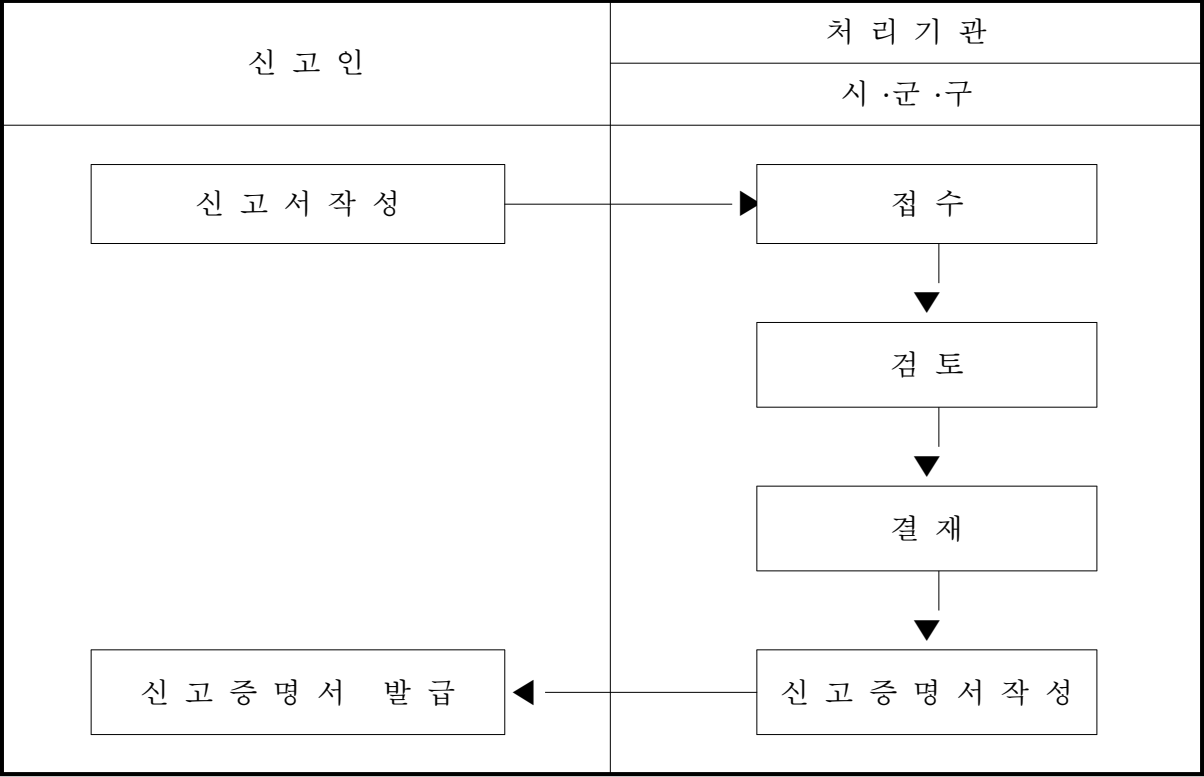 신 고 인
처 리 기 관
시 ·군 ·구
신 고 서 작 성
접 수
검 토
결 재
신 고 증 명 서 발 급
신 고 증 명 서 작 성